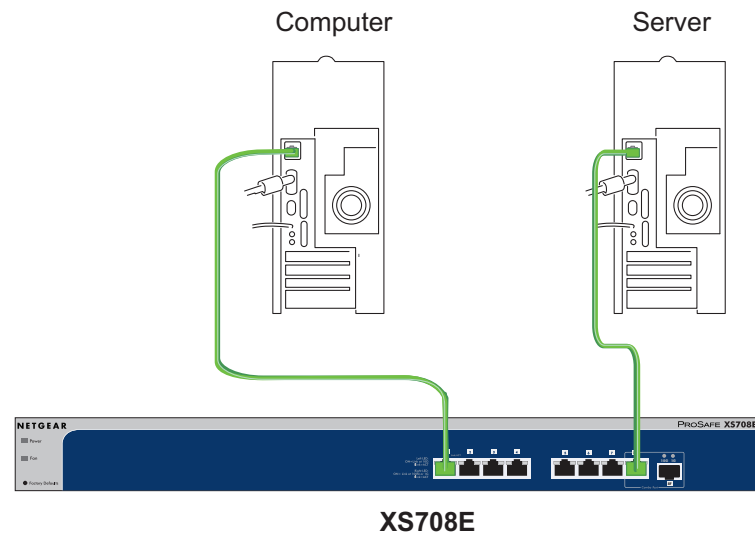 Computer
Server
NETGEAR
PROSAFE XS708E
Power
Fan
Factory Defaults
XS708E